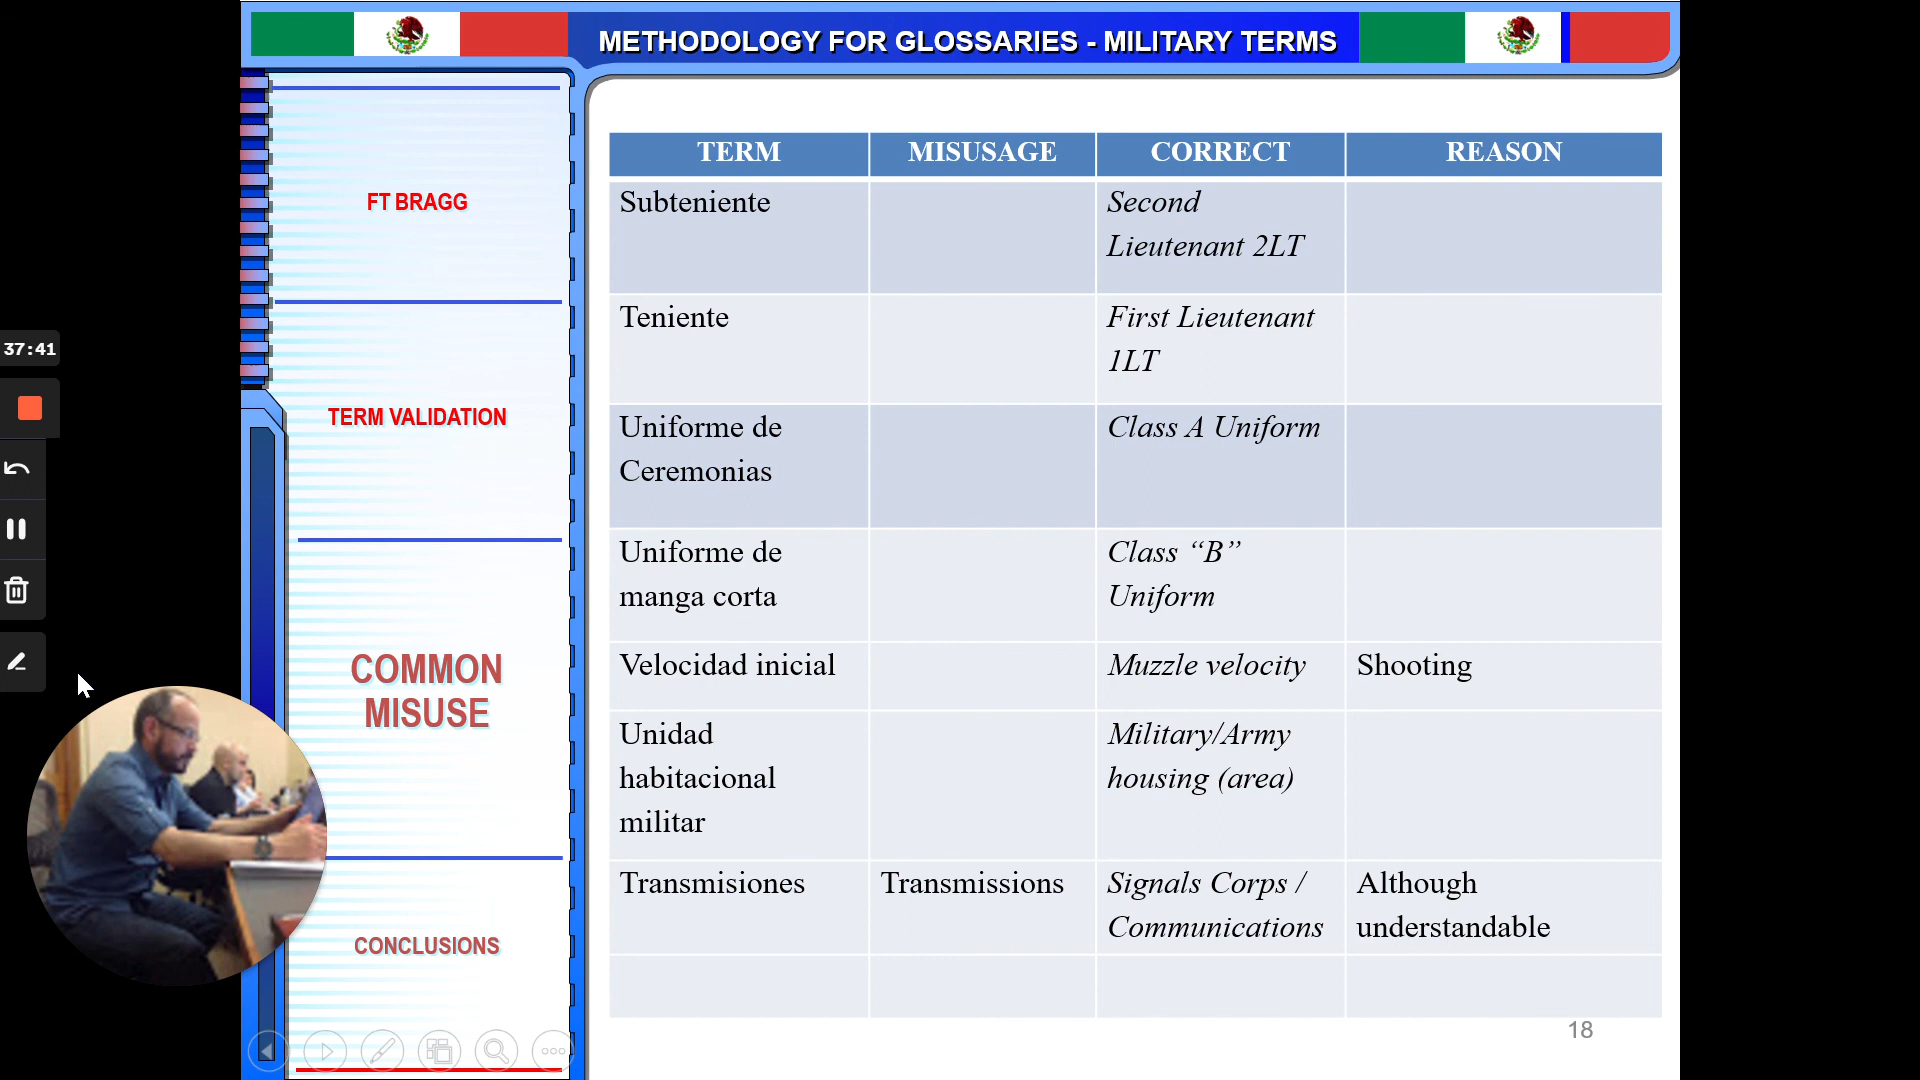 METHODOLOGY FOR GLOSSARIES - MILITARY TERMS
FT BRAGG
TERM VALIDATION
COMMON
MISUSE
CONCLUSIONS
37:41
TERM
MISUSAGE
CORRECT
REASON
Subteniente
Second
Lieutenant 2LT
Teniente
First Lieutenant
1LT
Uniforme de
Ceremonias
Class A Uniform
Uniforme de
manga corta
Class “B”
Uniform
Velocidad inicial
Muzzle velocity
Shooting
Unidad
habitacional
militar
Military/Army
housing (area)
Transmisiones
Transmissions
Signals Corps /
Communications
Although
understandable
18